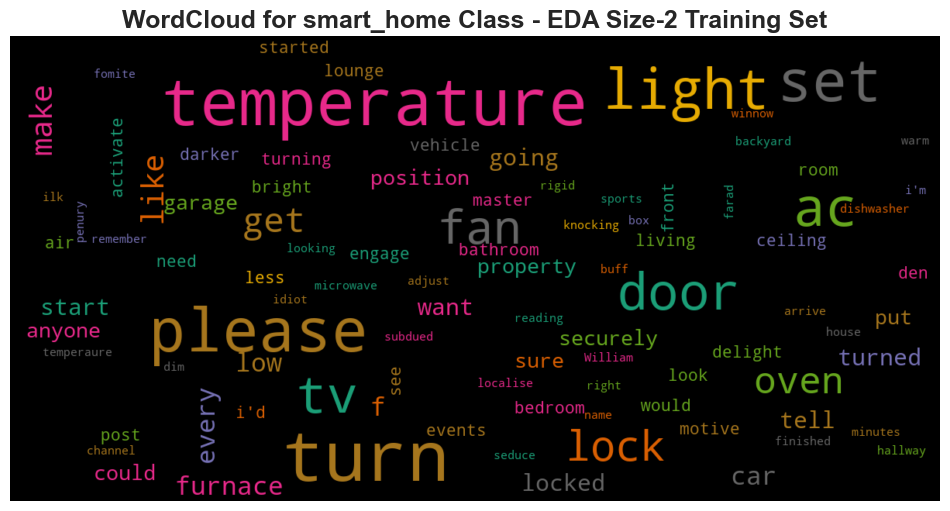 WordCloud for smart_home Class - EDA Size-2 Training Set
started
lounge
fomite
temperature
light
set
make
winnow
activate
vehicle
backyard
warm
darker
turning
going
like
position
room
bright
rigid
i'm
ilk
garage
master
sports
front
farad
ac
dishwasher
penury
get
fan
knocking
box
air
remember
looking
bathroom
living
ceiling
need
engage
property
buff
den
less
microwave
adjust
door
start
idiot
want
reading
arrive
put
anyone
please
subdued
securely
house
temperaure
dim
low
sure
William
delight
turned
see
localise
right
look
oven
every
tv
f
i'd
bedroom
name
would
tell
post
events
motive
minutes
channel
turn
lock
finished
hallway
could
seduce
furnace
locked
car